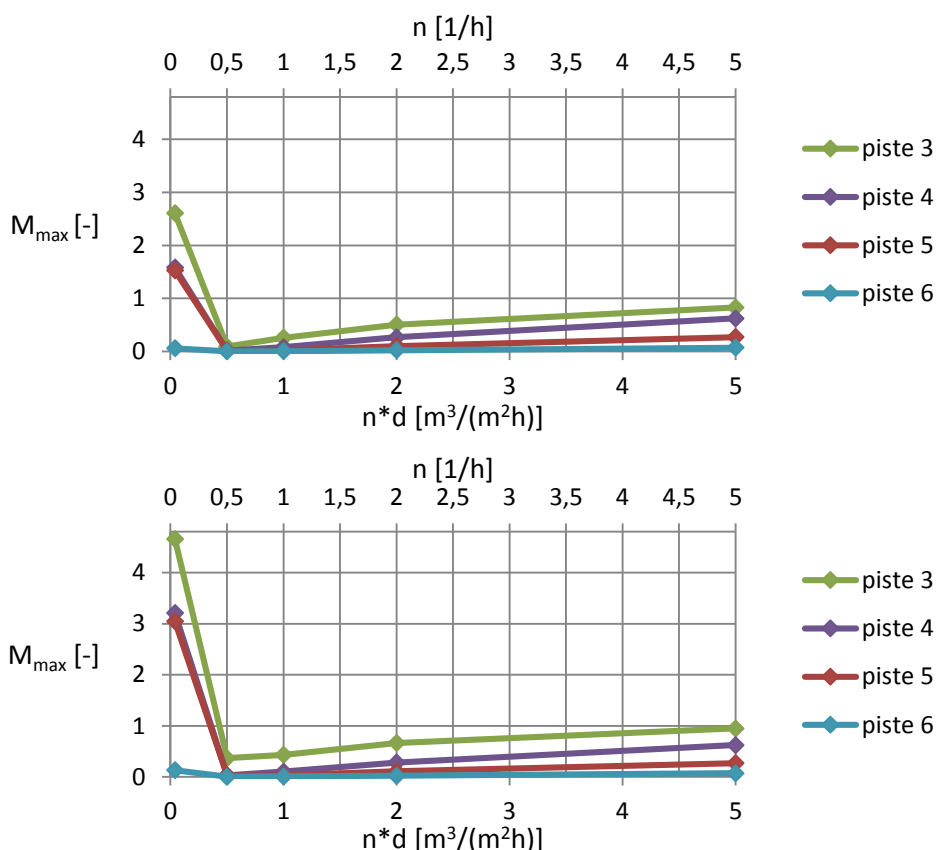 n [1/h]
0 0,5 1 1,5 2 2,5 3 3,5 4 4,5 5
4
3
2
1
0
M_max [-]
0 1 2 3 4 5
n*d [m³/(m²h)]
piste 3
piste 4
piste 5
piste 6
n [1/h]
0 0,5 1 1,5 2 2,5 3 3,5 4 4,5 5
4
3
2
1
0
M_max [-]
0 1 2 3 4 5
n*d [m³/(m²h)]
piste 3
piste 4
piste 5
piste 6